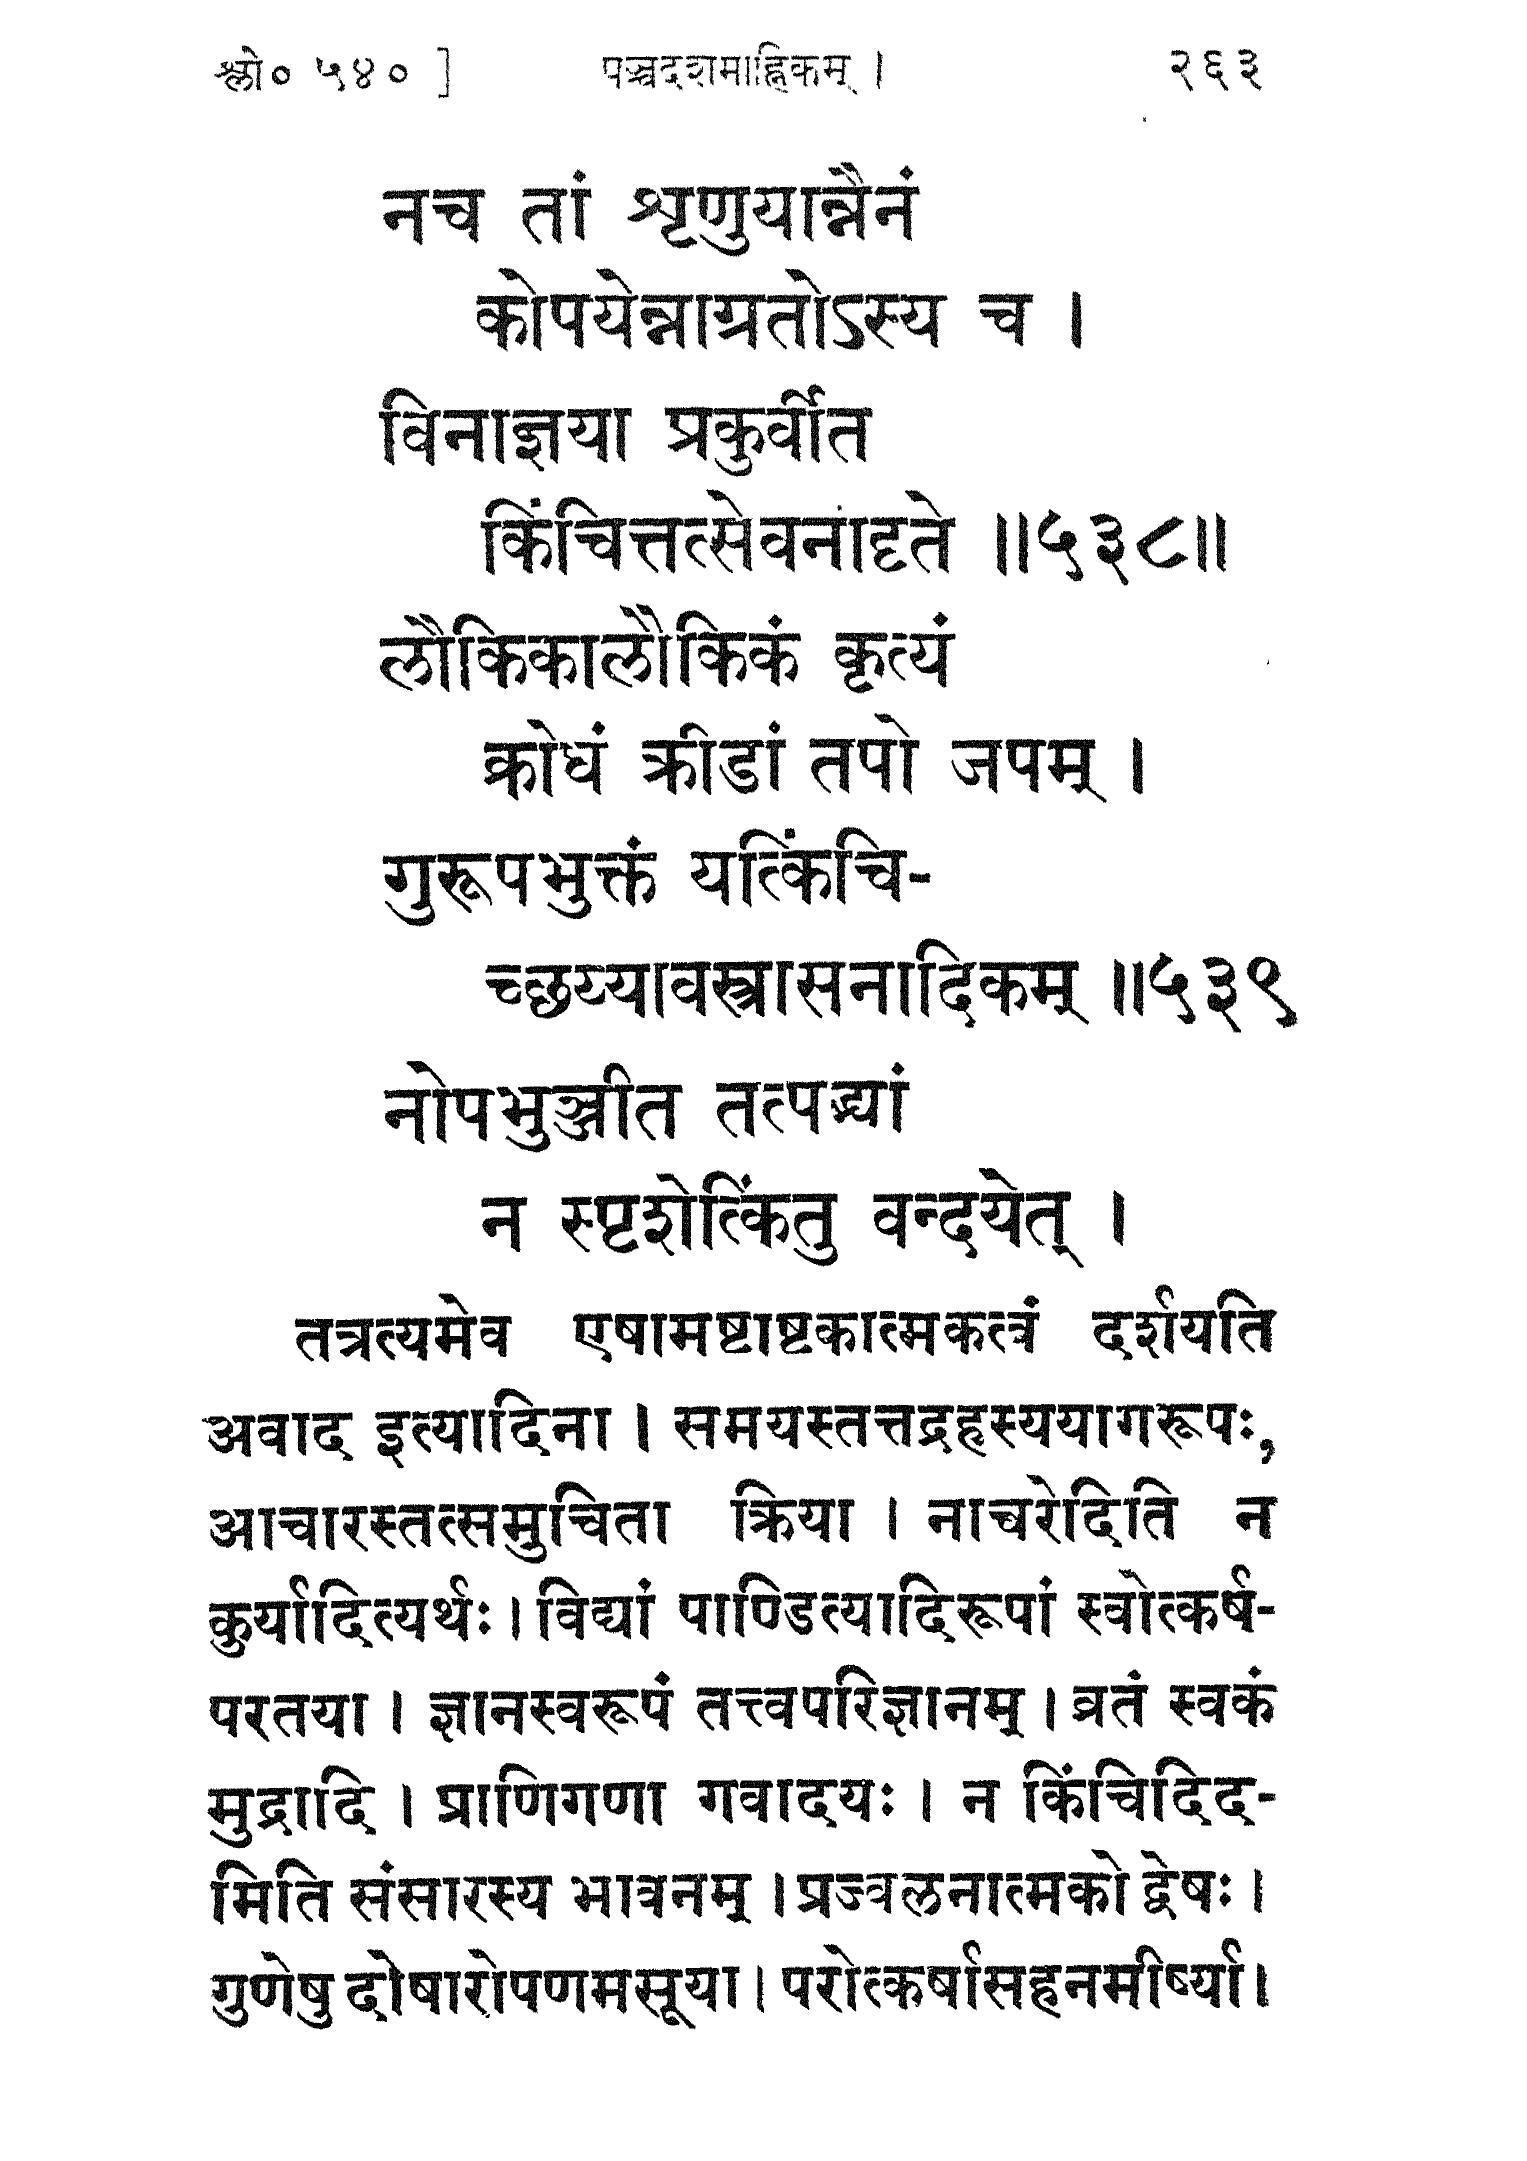 श्लो० ५४० ] पञ्चदशमाह्निकम् । २६३
नच तां शृणुयान्नैनं
कोपयेन्नाग्रतोऽस्य च ।
विनाज्ञया प्रकुर्वीत
किंचित्तत्सेवनादृते ॥५३८॥
लौकिकालौकिकं कृत्यं
क्रोधं क्रीडां तपो जपम् ।
गुरूपभुक्तं यत्किंचि-
च्छय्यावस्त्रासनादिकम् ॥५३९
नोपभुञ्जीत तत्पद्भ्यां
न स्पृशेत्किंतु वन्दयेत् ।
तत्रत्यमेव एषामष्टाष्टकात्मकत्वं दर्शयति
अवाद इत्यादिना । समयस्तत्तद्रहस्ययागरूपः,
आचारस्तत्समुचिता क्रिया । नाचरेदिति न
कुर्यादित्यर्थः । विद्यां पाण्डित्यादिरूपां स्वोत्कर्ष-
परतया । ज्ञानस्वरूपं तत्त्वपरिज्ञानम् । व्रतं स्वकं
मुद्रादि । प्राणिगणा गवादयः । न किंचिदिद-
मिति संसारस्य भावनम् । प्रज्वलनात्मको द्वेषः ।
गुणेषु दोषारोपणमसूया । परोत्कर्षासहनमीर्ष्या ।